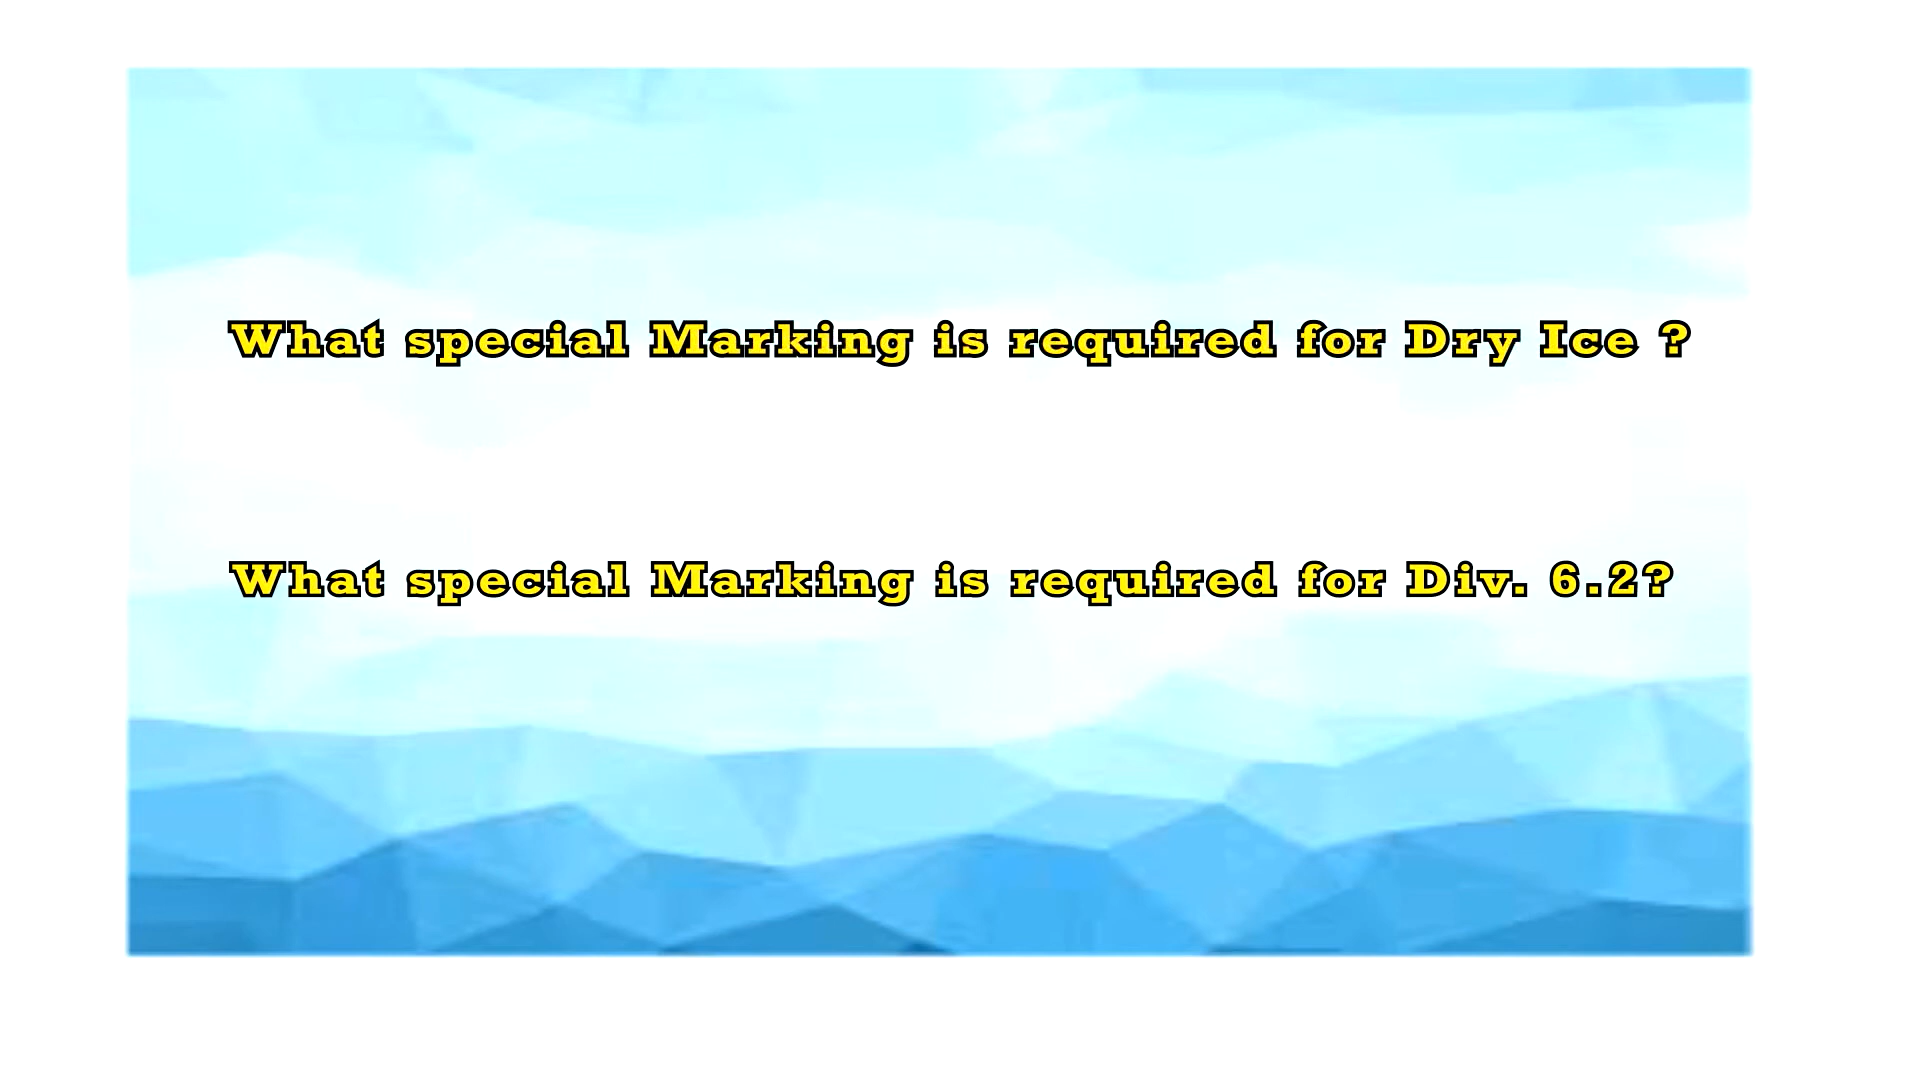 What special Marking is required for Dry Ice ?
What special Marking is required for Div. 6.2?